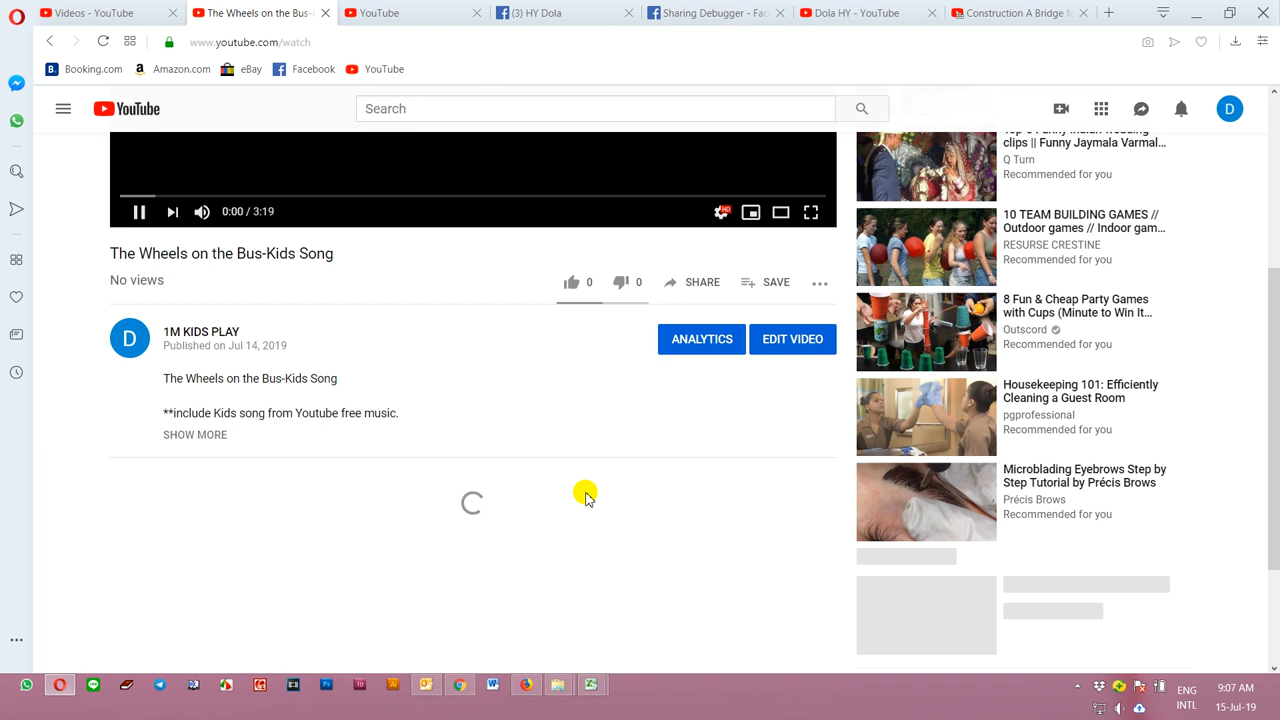 Videos - YouTube
The Wheels on the Bus-
YouTube
(3) HY Dola
Sharing Debugger - Fac
Dola HY - YouTube
Construction A Bridge fo
www.youtube.com/watch
B Booking.com
a Amazon.com
eBay
Facebook
YouTube
YouTube
Search
D
clips || Funny Jaymala Varmal...
Q Turn
Recommended for you
0:00 / 3:19
HD
10 TEAM BUILDING GAMES //
Outdoor games // Indoor gam...
RESURSE CRESTINE
Recommended for you
The Wheels on the Bus-Kids Song
No views
0
0
SHARE
SAVE
8 Fun & Cheap Party Games
with Cups (Minute to Win It...
Outscord
Recommended for you
D
1M KIDS PLAY
Published on Jul 14, 2019
ANALYTICS
EDIT VIDEO
The Wheels on the Bus-Kids Song
**include Kids song from Youtube free music.
SHOW MORE
Housekeeping 101: Efficiently
Cleaning a Guest Room
pgprofessional
Recommended for you
Microblading Eyebrows Step by
Step Tutorial by Précis Brows
Précis Brows
Recommended for you
ENG
INTL
9:07 AM
15-Jul-19